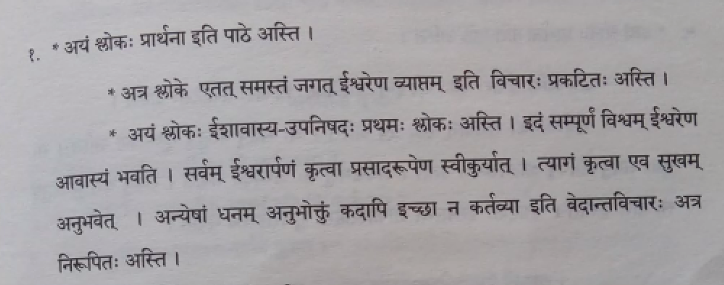 १. * अयं श्लोकः प्रार्थना इति पाठे अस्ति ।
* अत्र श्लोके एतत् समस्तं जगत् ईश्वरेण व्याप्तम् इति विचारः प्रकटितः अस्ति ।
* अयं श्लोकः ईशावास्य-उपनिषदः प्रथमः श्लोकः अस्ति । इदं सम्पूर्णं विश्वम् ईश्वरेण
आवास्यं भवति । सर्वम् ईश्वरार्पणं कृत्वा प्रसादरूपेण स्वीकुर्यात् । त्यागं कृत्वा एव सुखम्
अनुभवेत् । अन्येषां धनम् अनुभोक्तुं कदापि इच्छा न कर्तव्या इति वेदान्तविचारः अत्र
निरूपितः अस्ति ।